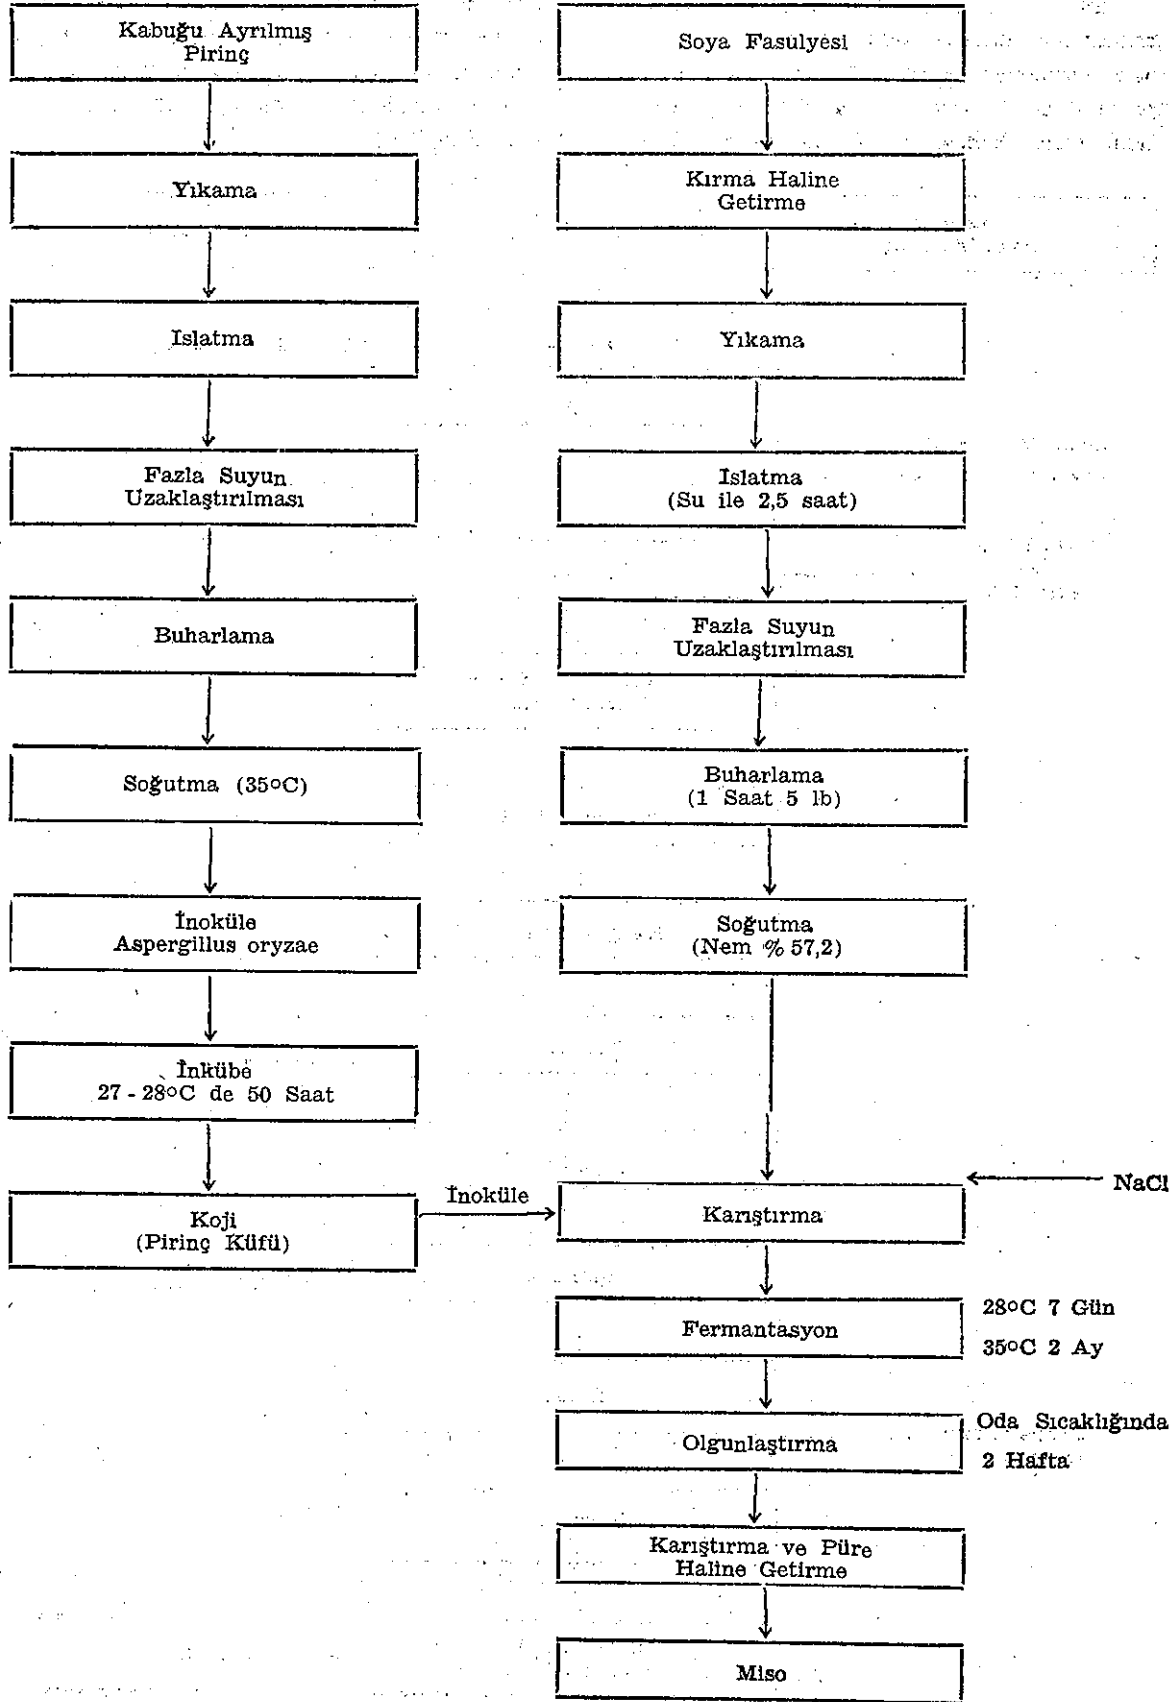 Kabuğu Ayrılmış
Pirinç
Yıkama
Islatma
Fazla Suyun
Uzaklaştırılması
Buharlama
Soğutma (35°C)
İnoküle
Aspergillus oryzae
İnkübe
27 - 28°C de 50 Saat
Koji
(Pirinç Küfü)
İnoküle
Soya Fasulyesi
Kırma Haline
Getirme
Yıkama
Islatma
(Su ile 2,5 saat)
Fazla Suyun
Uzaklaştırılması
Buharlama
(1 Saat 5 lb)
Soğutma
(Nem % 57,2)
NaCl
Karıştırma
Fermantasyon
28°C 7 Gün
35°C 2 Ay
Olgunlaştırma
Oda Sıcaklığında
2 Hafta
Karıştırma ve Püre
Haline Getirme
Miso